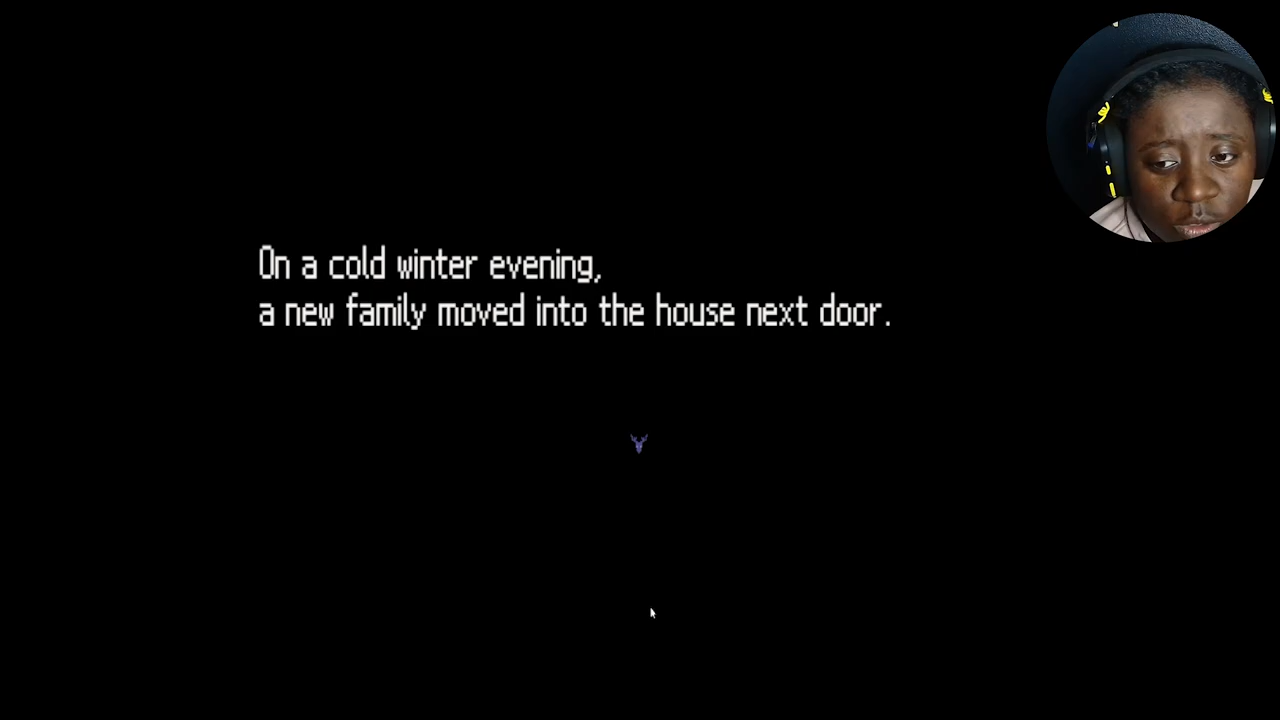 On a cold winter evening,
a new family moved into the house next door.